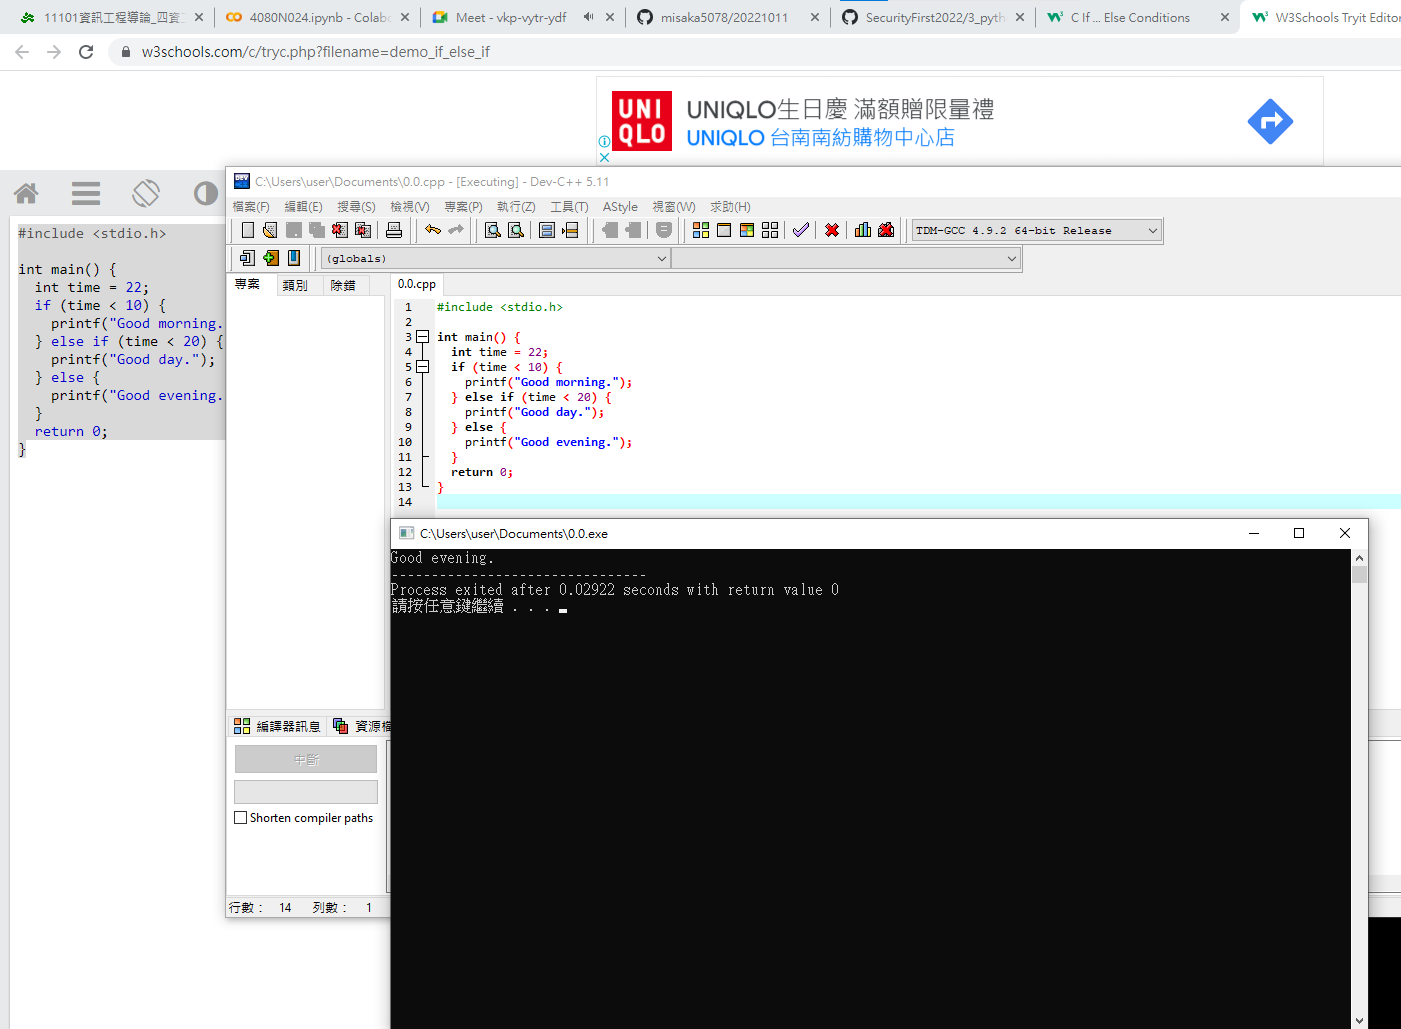 11101資訊工程導論_四資工
4080N024.ipynb - Colab
Meet - vkp-vytr-ydf
misaka5078/20221011
SecurityFirst2022/3_pyth
C If ... Else Conditions
W3Schools Tryit Editor
w3schools.com/c/tryc.php?filename=demo_if_else_if
UNI
QLO
UNIQLO生日慶 滿額贈限量禮
UNIQLO 台南南紡購物中心店
#include <stdio.h>
int main() {
int time = 22;
if (time < 10) {
printf("Good morning.
} else if (time < 20) {
printf("Good day.");
} else {
printf("Good evening.
}
return 0;
}
C:\Users\user\Documents\0.0.cpp - [Executing] - Dev-C++ 5.11
檔案(F) 編輯(E) 搜尋(S) 檢視(V) 專案(P) 執行(Z) 工具(T) AStyle 視窗(W) 求助(H)
TDM-GCC 4.9.2 64-bit Release
(globals)
專案 類別 除錯
0.0.cpp
1 #include <stdio.h>
2
3 int main() {
4 int time = 22;
5 if (time < 10) {
6 printf("Good morning.");
7 } else if (time < 20) {
8 printf("Good day.");
9 } else {
10 printf("Good evening.");
11 }
12 return 0;
13 }
14
C:\Users\user\Documents\0.0.exe
Good evening.
--------------------------------
Process exited after 0.02922 seconds with return value 0
請按任意鍵繼續 . . .
編譯器訊息 資源檔
中斷
Shorten compiler paths
行數： 14 列數： 1